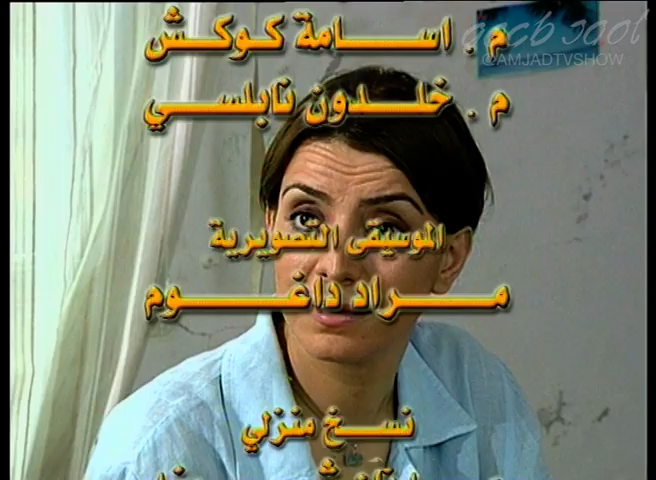 م . اسامة كوكش
@AMJADTVSHOW
م . خلدون نابلسي
الموسيقى التصويرية
مراد داغوم
نسخ منزلي